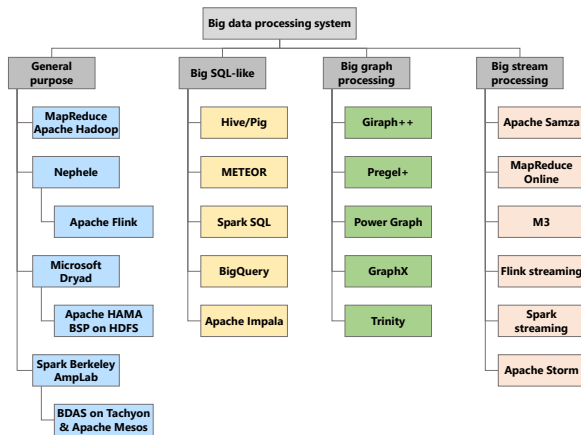 Big data processing system
General
purpose
Big SQL-like
Big graph
processing
Big stream
processing
MapReduce
Apache Hadoop
Nephele
Apache Flink
Microsoft
Dryad
Apache HAMA
BSP on HDFS
Spark Berkeley
AmpLab
BDAS on Tachyon
& Apache Mesos
Hive/Pig
METEOR
Spark SQL
BigQuery
Apache Impala
Giraph++
Pregel+
Power Graph
GraphX
Trinity
Apache Samza
MapReduce
Online
M3
Flink streaming
Spark
streaming
Apache Storm